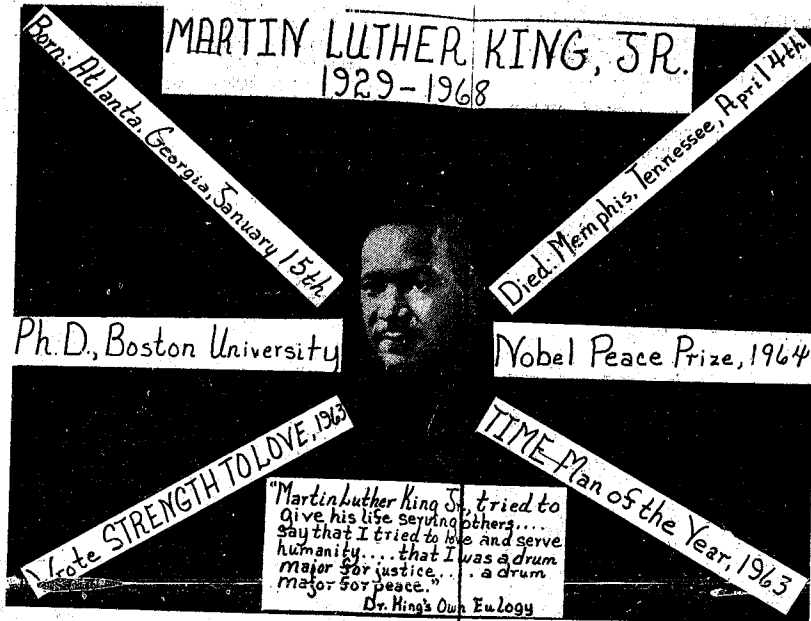 MARTIN LUTHER KING, JR.
1929-1968
Born: Atlanta, Georgia, January 15th
Died: Memphis, Tennessee, April 4th
Ph.D., Boston University
Nobel Peace Prize, 1964
Wrote STRENGTH TO LOVE, 1963
TIME Man of the Year, 1963
"Martin Luther King Jr., tried to
give his life serving others....
say that I tried to love and serve
humanity.... that I was a drum
major for justice.... a drum
major for peace."
Dr. King's Own Eulogy